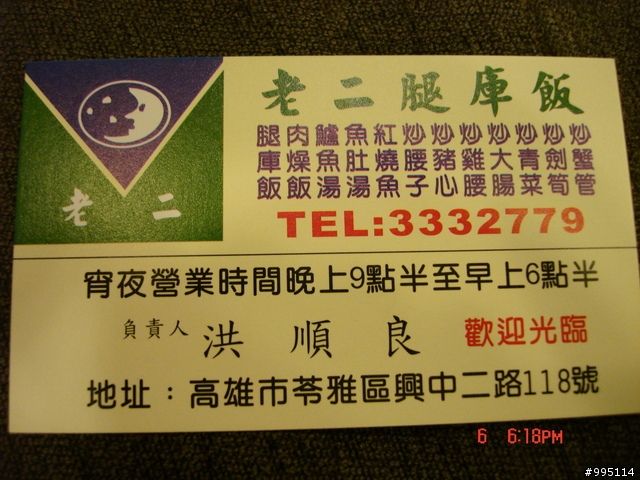 老二腿庫飯
老二
腿庫飯
肉燥飯
鱸魚湯
魚肚湯
紅燒魚
炒腰子
炒豬心
炒雞腰
炒大腸
炒青菜
炒劍筍
炒蟹管
TEL:3332779
宵夜營業時間晚上9點半至早上6點半
負責人 洪順良 歡迎光臨
地址：高雄市苓雅區興中二路118號
6 6:18PM
#995114